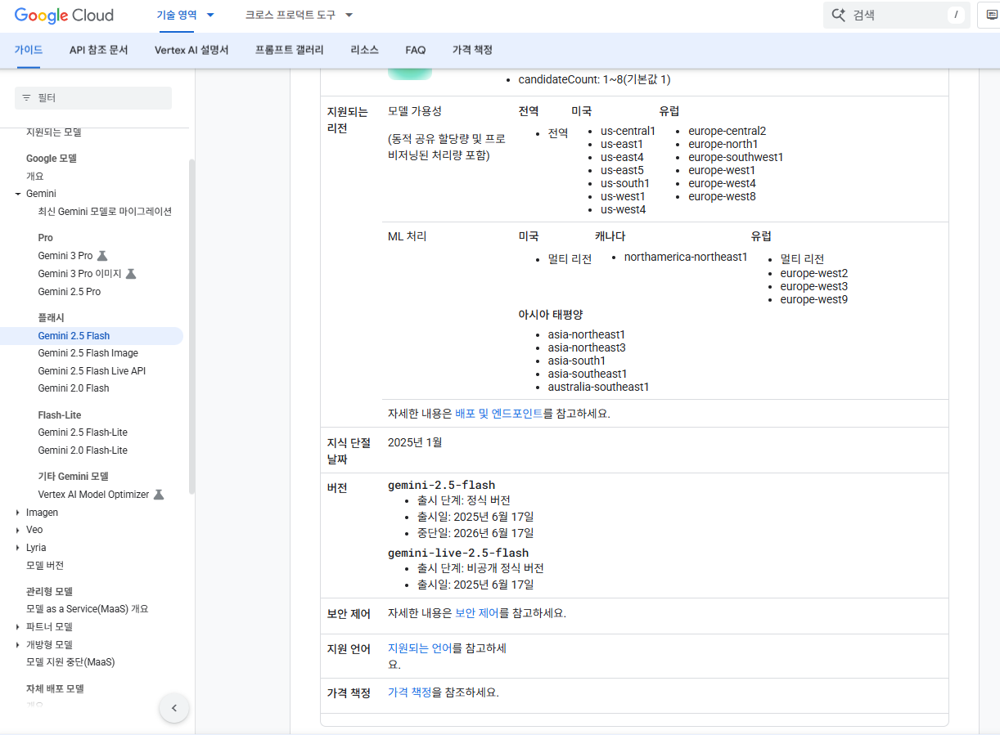 Google Cloud
기술 영역
크로스 프로덕트 도구
검색
/
가이드
API 참조 문서
Vertex AI 설명서
프롬프트 갤러리
리소스
FAQ
가격 책정
필터
지원되는 모델
Google 모델
개요
Gemini
최신 Gemini 모델로 마이그레이션
Pro
Gemini 3 Pro
Gemini 3 Pro 이미지
Gemini 2.5 Pro
플래시
Gemini 2.5 Flash
Gemini 2.5 Flash Image
Gemini 2.5 Flash Live API
Gemini 2.0 Flash
Flash-Lite
Gemini 2.5 Flash-Lite
Gemini 2.0 Flash-Lite
기타 Gemini 모델
Vertex AI Model Optimizer
Imagen
Veo
Lyria
모델 버전
관리형 모델
모델 as a Service(MaaS) 개요
파트너 모델
개방형 모델
모델 지원 중단(MaaS)
자체 배포 모델
개요
candidateCount: 1~8(기본값 1)
지원되는
리전
모델 가용성
(동적 공유 할당량 및 프로
비저닝된 처리량 포함)
전역
전역
미국
us-central1
us-east1
us-east4
us-east5
us-south1
us-west1
us-west4
유럽
europe-central2
europe-north1
europe-southwest1
europe-west1
europe-west4
europe-west8
ML 처리
미국
멀티 리전
캐나다
northamerica-northeast1
유럽
멀티 리전
europe-west2
europe-west3
europe-west9
아시아 태평양
asia-northeast1
asia-northeast3
asia-south1
asia-southeast1
australia-southeast1
자세한 내용은 배포 및 엔드포인트를 참고하세요.
지식 단절
날짜
2025년 1월
버전
gemini-2.5-flash
출시 단계: 정식 버전
출시일: 2025년 6월 17일
중단일: 2026년 6월 17일
gemini-live-2.5-flash
출시 단계: 비공개 정식 버전
출시일: 2025년 6월 17일
보안 제어
자세한 내용은 보안 제어를 참고하세요.
지원 언어
지원되는 언어를 참고하세
요.
가격 책정
가격 책정을 참조하세요.